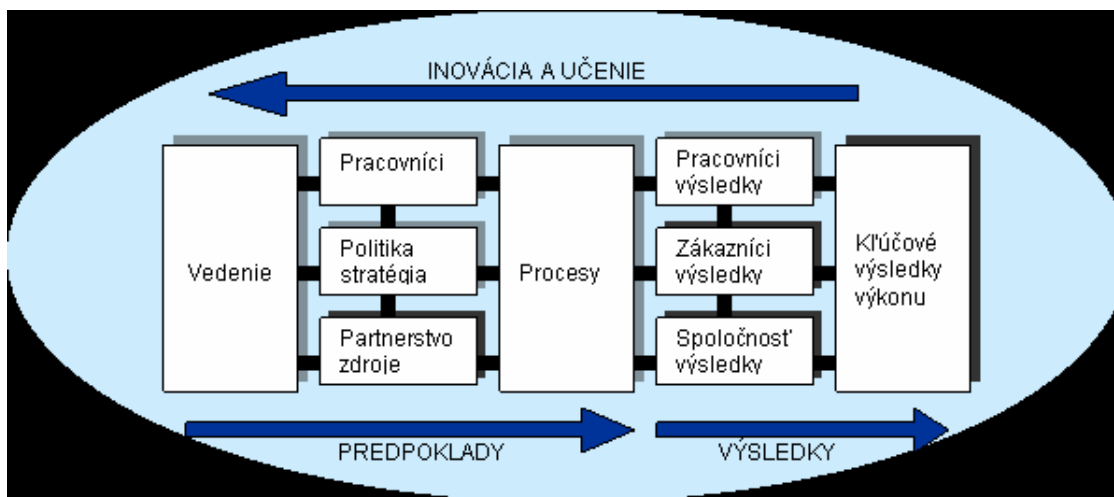 INOVÁCIA A UČENIE
Vedenie
Pracovníci
Politika
stratégia
Partnerstvo
zdroje
Procesy
Pracovníci
výsledky
Zákazníci
výsledky
Spoločnosť
výsledky
Kľúčové
výsledky
výkonu
PREDPOKLADY
VÝSLEDKY